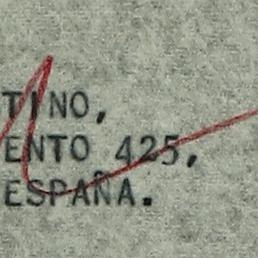 TINO,
ENTO 425,
ESPAÑA.